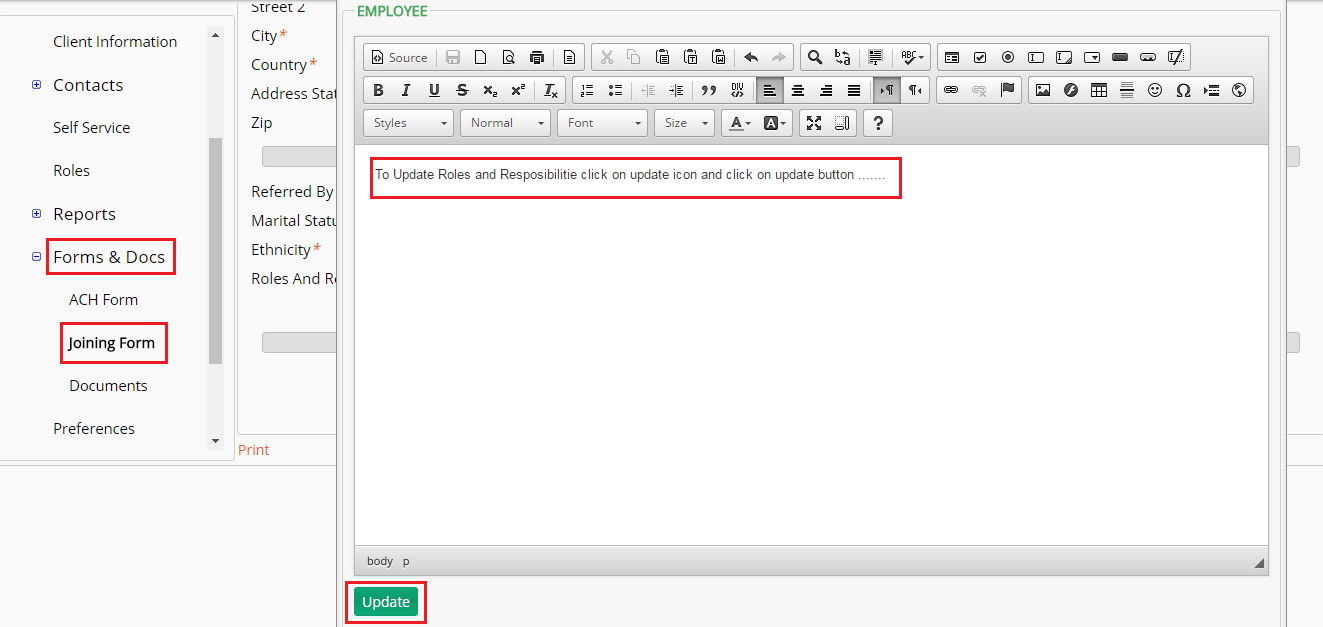 Client Information
Contacts
Self Service
Roles
Reports
Forms & Docs
ACH Form
Joining Form
Documents
Preferences
Street 2
City*
Country*
Address Stat
Zip
Referred By
Marital Statu
Ethnicity*
Roles And Re
Print
EMPLOYEE
Source
Styles Normal Font Size
To Update Roles and Resposibilitie click on update icon and click on update button .......
body p
Update